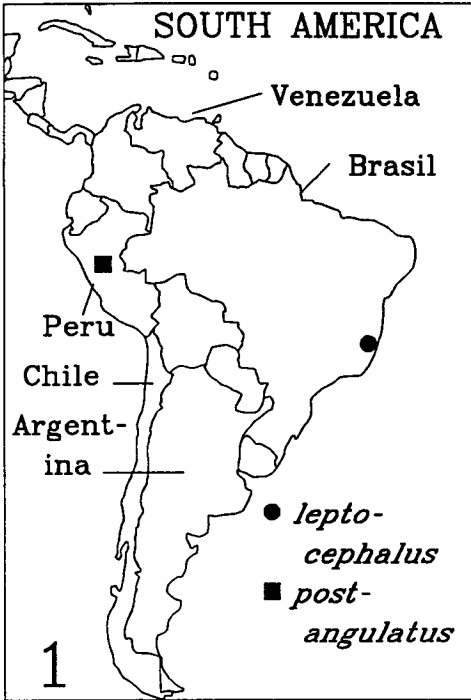 SOUTH AMERICA
Venezuela
Brasil
Peru
Chile
Argent-
ina
lepto-
cephalus
post-
angulatus
1